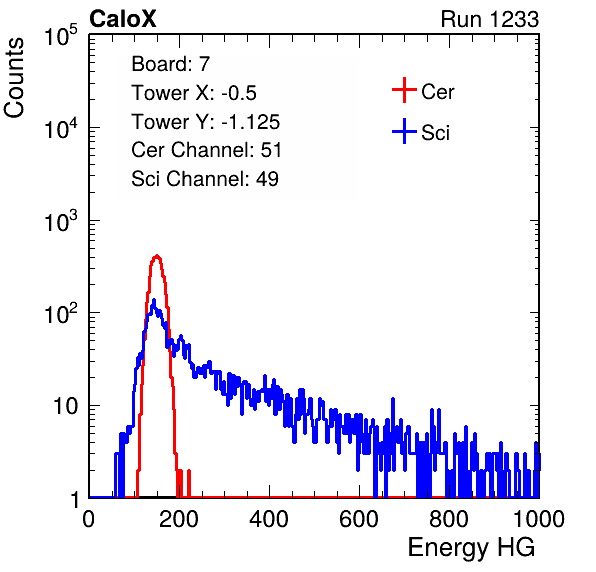 CaloX Run 1233
Counts
Board: 7
Tower X: -0.5
Tower Y: -1.125
Cer Channel: 51
Sci Channel: 49
Cer
Sci
10^5
10^4
10^3
10^2
10
1
0 200 400 600 800 1000
Energy HG